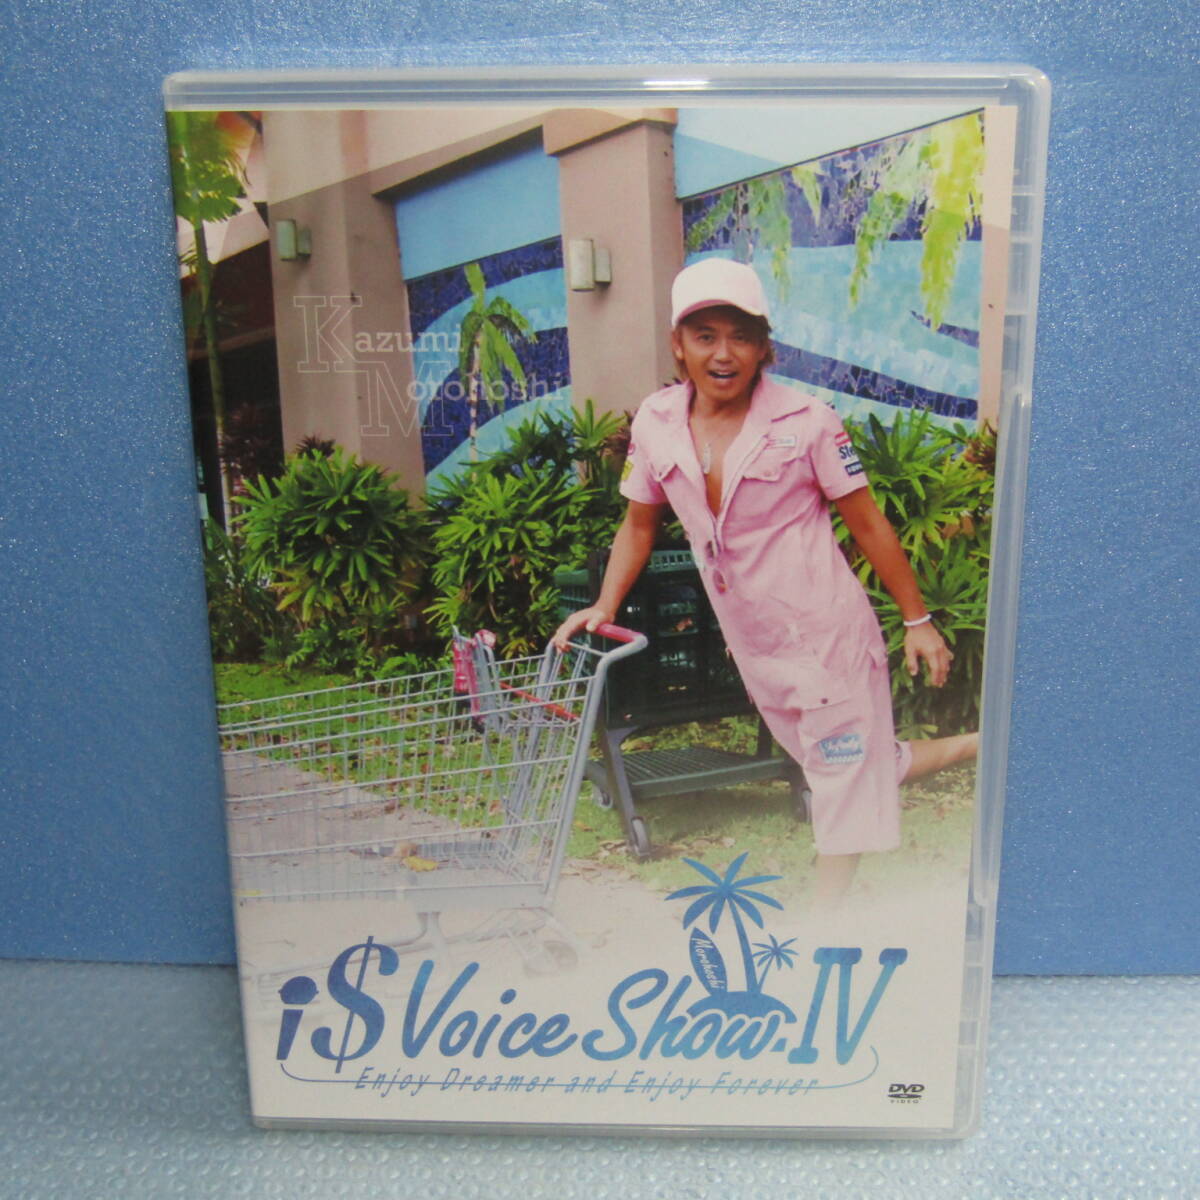 Kazumi
Morohoshi
Morohoshi
i$ Voice Show. IV
Enjoy Dreamer and Enjoy Forever
DVD
VIDEO